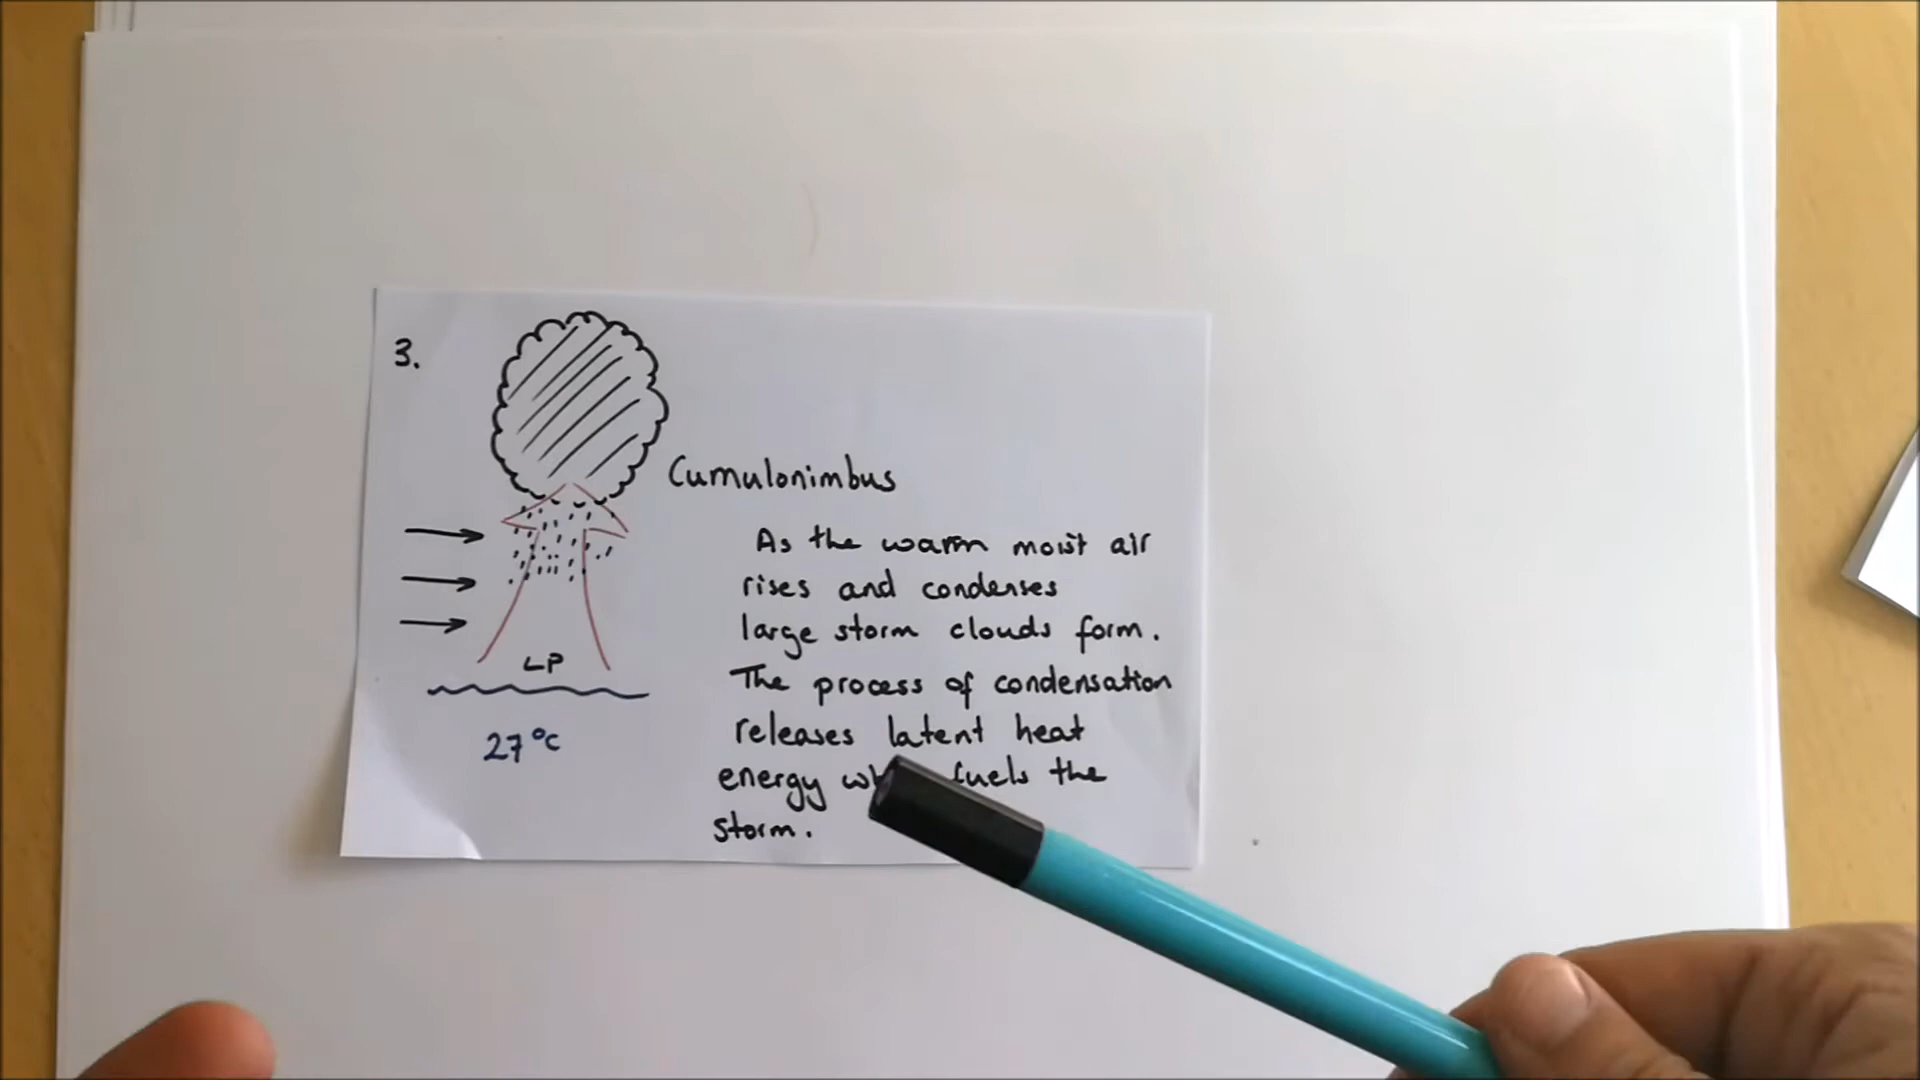 3.
Cumulonimbus
As the warm moist air
rises and condenses
large storm clouds form.
The process of condensation
releases latent heat
energy fuels the
storm.
LP
27°C